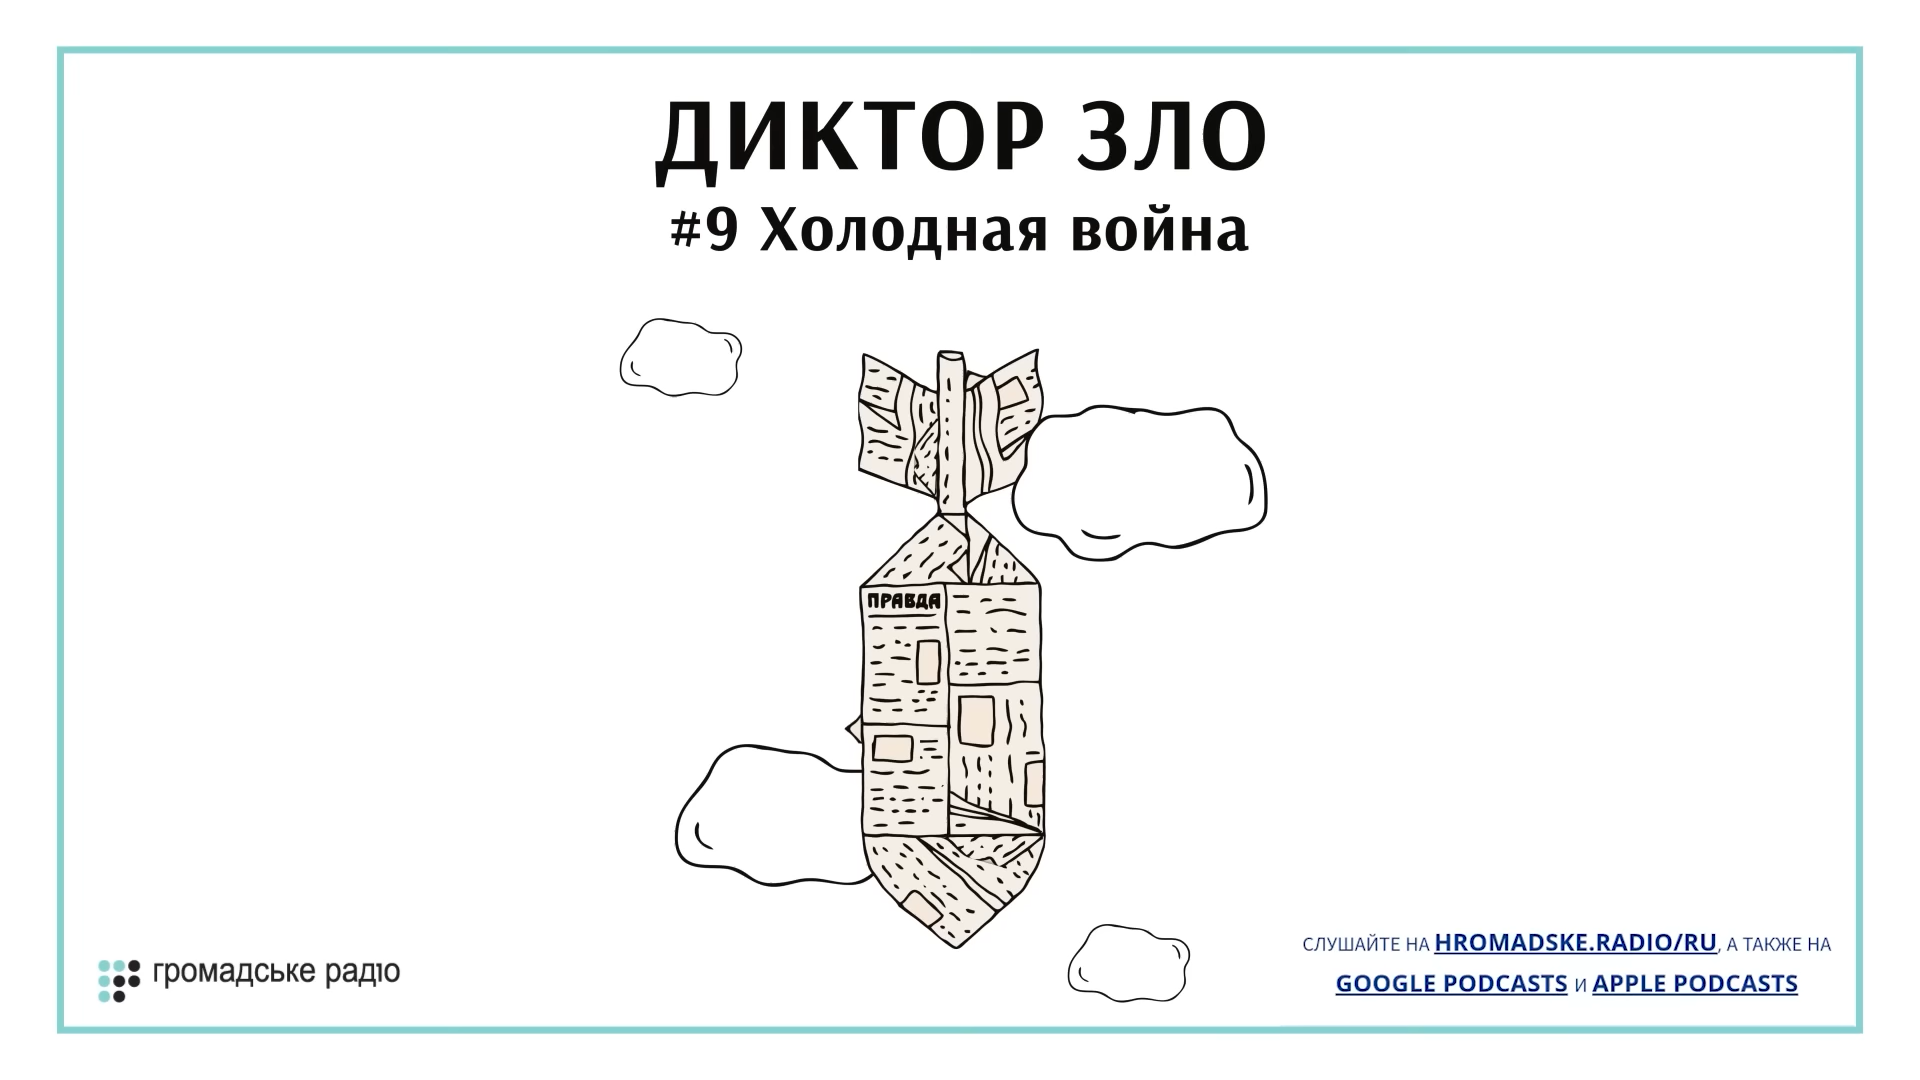 ДИКТОР ЗЛО
#9 Холодная война
ПРАВДА
громадське радіо
СЛУШАЙТЕ НА HROMADSKE.RADIO/RU, А ТАКЖЕ НА
GOOGLE PODCASTS И APPLE PODCASTS